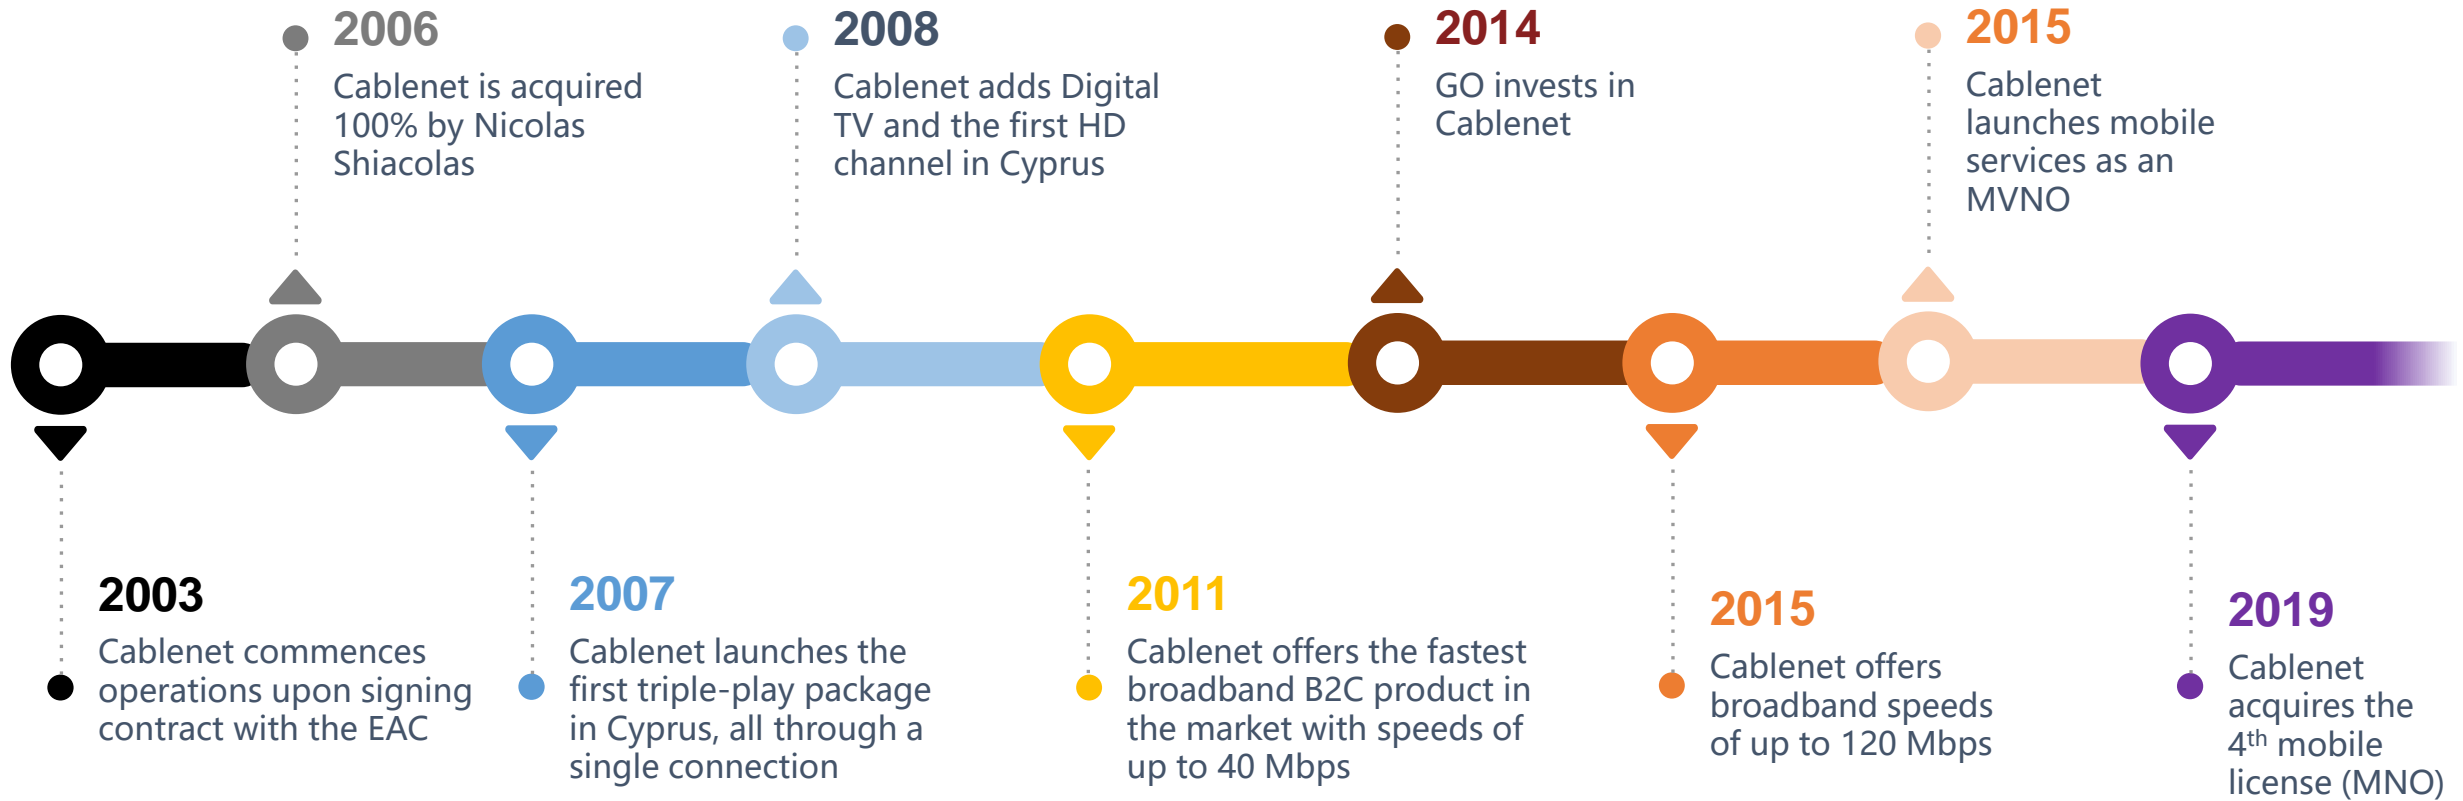 2006
Cablenet is acquired
100% by Nicolas
Shiacolas
2008
Cablenet adds Digital
TV and the first HD
channel in Cyprus
2014
GO invests in
Cablenet
2015
Cablenet
launches mobile
services as an
MVNO
2003
Cablenet commences
operations upon signing
contract with the EAC
2007
Cablenet launches the
first triple-play package
in Cyprus, all through a
single connection
2011
Cablenet offers the fastest
broadband B2C product in
the market with speeds of
up to 40 Mbps
2015
Cablenet offers
broadband speeds
of up to 120 Mbps
2019
Cablenet
acquires the
4th mobile
license (MNO)